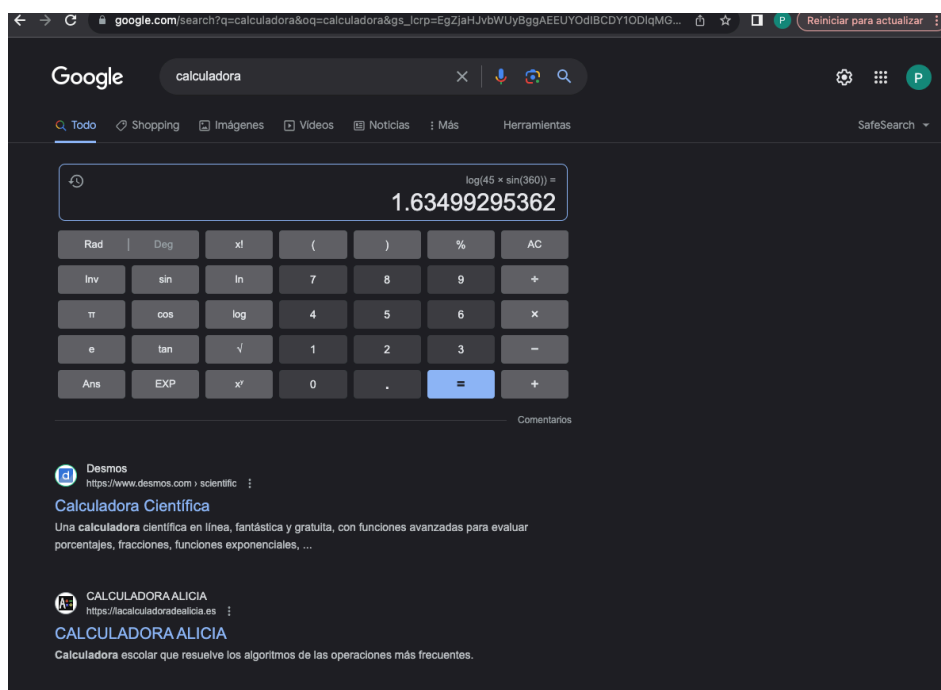 google.com/search?q=calculadora&oq=calculadora&gs_lcrp=EgZjaHJvbWUyBggAEEUYOdIBCDY1ODlqMG...
P
Reiniciar para actualizar
Google
calculadora
P
Todo
Shopping
Imágenes
Videos
Noticias
Más
Herramientas
SafeSearch
log(45 × sin(360)) =
1.63499295362
Rad | Deg x! ( ) % AC
Inv sin ln 7 8 9 ÷
π cos log 4 5 6 ×
e tan √ 1 2 3 −
Ans EXP xʸ 0 . = +
Comentarios
d
Desmos
https://www.desmos.com › scientific
Calculadora Científica
Una calculadora científica en línea, fantástica y gratuita, con funciones avanzadas para evaluar
porcentajes, fracciones, funciones exponenciales, ...
CALCULADORA ALICIA
https://lacalculadoradealicia.es
CALCULADORA ALICIA
Calculadora escolar que resuelve los algoritmos de las operaciones más frecuentes.